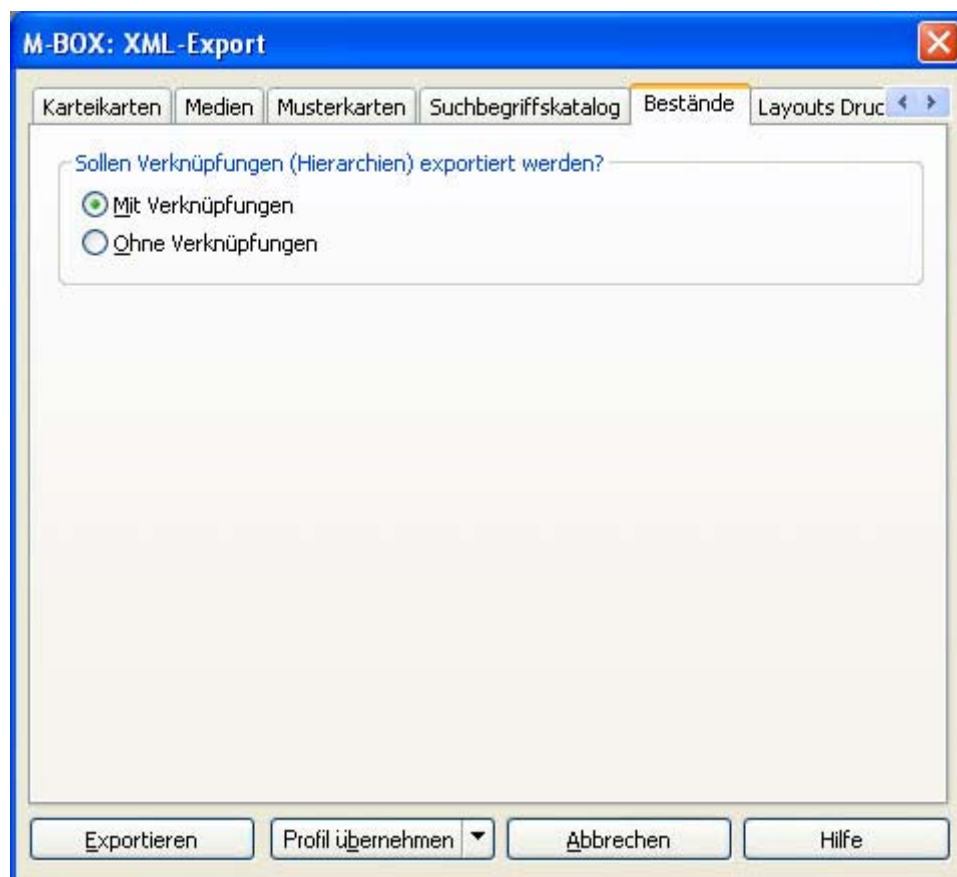 M-BOX: XML-Export
Karteikarten Medien Musterkarten Suchbegriffskatalog Bestände Layouts Druc
Sollen Verknüpfungen (Hierarchien) exportiert werden?
Mit Verknüpfungen
Ohne Verknüpfungen
Exportieren Profil übernehmen Abbrechen Hilfe